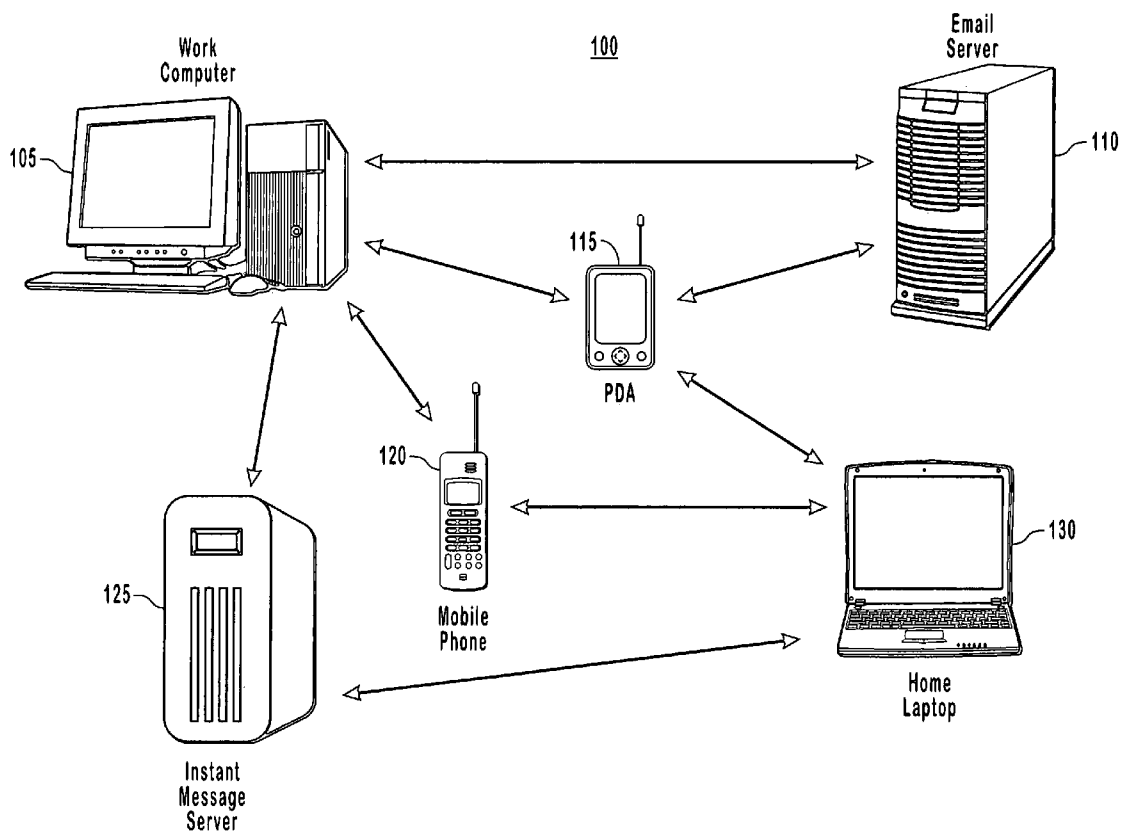 Work
Computer
100
Email
Server
105
110
115
PDA
120
130
125
Mobile
Phone
Home
Laptop
Instant
Message
Server